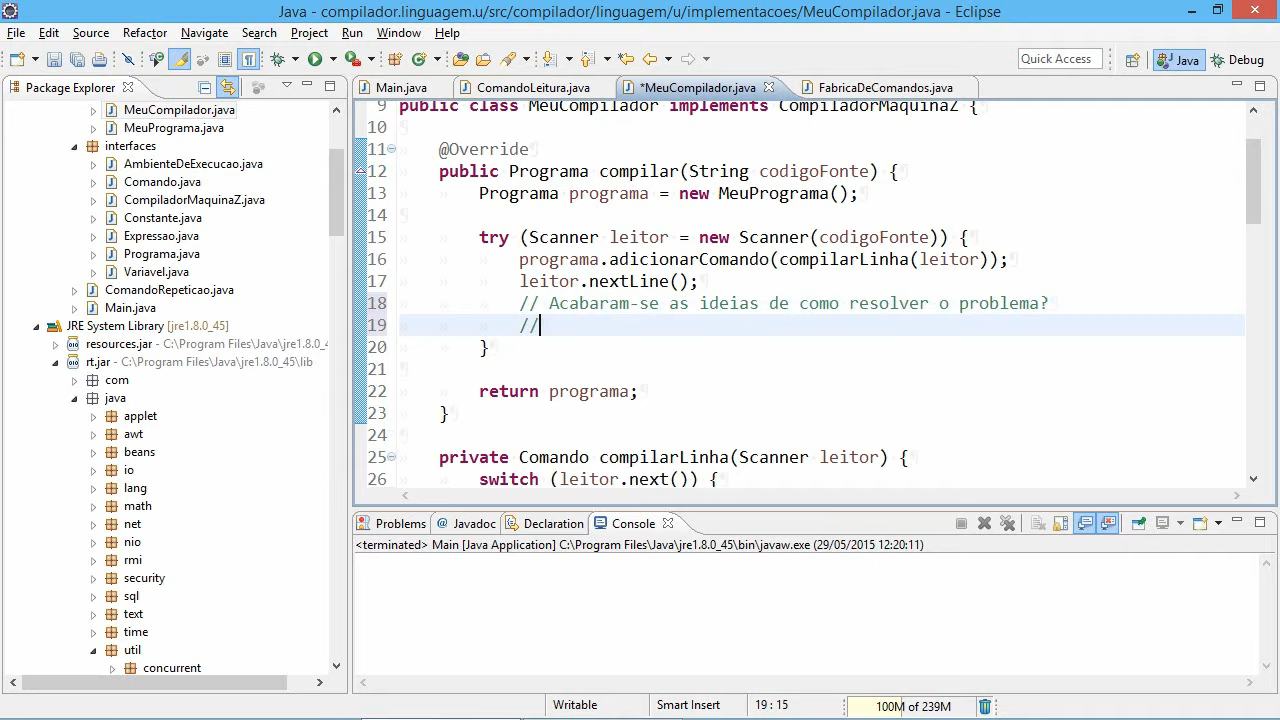 Java - compilador.linguagem.u/src/compilador/linguagem/u/implementacoes/MeuCompilador.java - Eclipse
File Edit Source Refactor Navigate Search Project Run Window Help
Quick Access Java Debug
Package Explorer
Main.java ComandoLeitura.java *MeuCompilador.java FabricaDeComandos.java
MeuCompilador.java
MeuPrograma.java
interfaces
AmbienteDeExecucao.java
Comando.java
CompiladorMaquinaZ.java
Constante.java
Expressao.java
Programa.java
Variavel.java
ComandoRepeticao.java
Main.java
JRE System Library [jre1.8.0_45]
resources.jar - C:\Program Files\Java\jre1.8.0_4
rt.jar - C:\Program Files\Java\jre1.8.0_45\lib
com
java
applet
awt
beans
io
lang
math
net
nio
rmi
security
sql
text
time
util
concurrent
9 public class MeuCompilador implements CompiladorMaquinaZ {
10
11 @Override
12 public Programa compilar(String codigoFonte) {
13 Programa programa = new MeuPrograma();
14
15 try (Scanner leitor = new Scanner(codigoFonte)) {
16 programa.adicionarComando(compilarLinha(leitor));
17 leitor.nextLine();
18 // Acabaram-se as ideias de como resolver o problema?
19 //
20 }
21
22 return programa;
23 }
24
25 private Comando compilarLinha(Scanner leitor) {
26 switch (leitor.next()) {
Problems @ Javadoc Declaration Console
<terminated> Main [Java Application] C:\Program Files\Java\jre1.8.0_45\bin\javaw.exe (29/05/2015 12:20:11)
Writable Smart Insert 19 : 15 100M of 239M